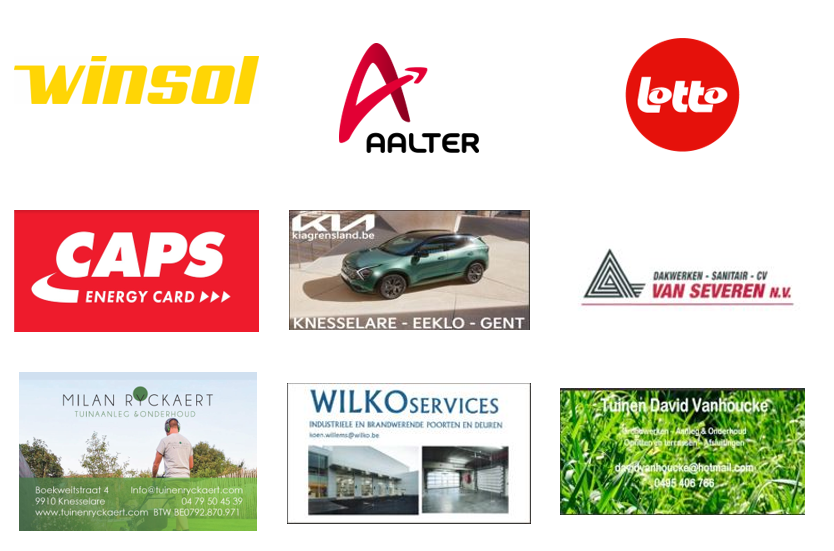 winsol
AALTER
Lotto
CAPS
ENERGY CARD
KIA
kiagrensland.be
KNESSELARE - EEKLO - GENT
DAKWERKEN - SANITAIR - CV
VAN SEVEREN N.V.
MILAN RYCKAERT
TUINAANLEG & ONDERHOUD
Boekweitstraat 4 Info@tuinenryckaert.com
9910 Knesselare 04 79 50 45 39
www.tuinenryckaert.com BTW BE0792.870.971
WILKOSERVICES
INDUSTRIELE EN BRANDWERENDE POORTEN EN DEUREN
koen.willems@wilko.be
Tuinen David Vanhoucke
Grondwerken - Aanleg & Onderhoud
Opritten en terrassen - Afsluitingen
davidvanhoucke@hotmail.com
0495 406 766